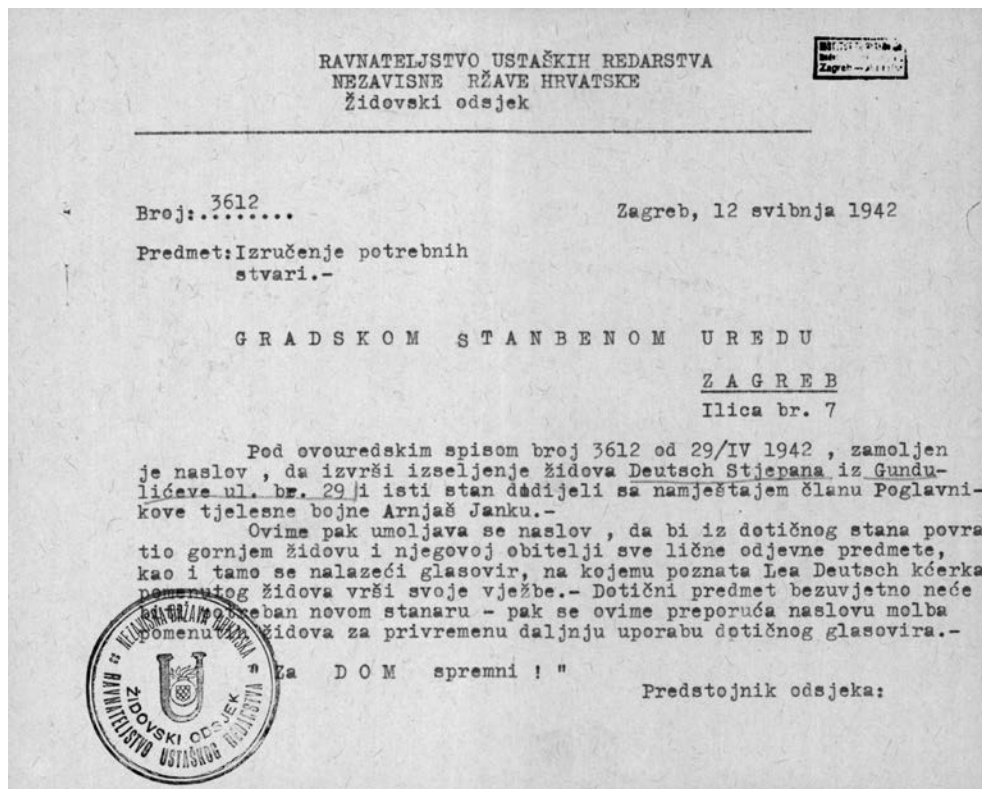 RAVNATELJSTVO USTAŠKIH REDARSTVA
NEZAVISNE RŽAVE HRVATSKE
Židovski odsjek
Zagreb
Broj:.3612.......
Zagreb, 12 svibnja 1942
Predmet:Izručenje potrebnih
stvari.-
GRADSKOM STANBENOM UREDU
ZAGREB
Ilica br. 7
Pod ovouredskim spisom broj 3612 od 29/IV 1942 , zamoljen
je naslov , da izvrši izseljenje židova Deutsch Stjepana iz Gundu-
lićeve ul. br. 29 i isti stan dodijeli sa namještajem članu Poglavni-
kove tjelesne bojne Arnjaš Janku.-
Ovime pak umoljava se naslov , da bi iz dotičnog stana povra
tio gornjem židovu i njegovoj obitelji sve lične odjevne predmete,
kao i tamo se nalazeći glasovir, na kojemu poznata Lea Deutsch kćerka
pomenutog židova vrši svoje vježbe.- Dotični predmet bezuvjetno neće
potreban novom stanaru - pak se ovime preporuća naslovu molba
pomenutog židova za privremenu daljnju uporabu dotičnog glasovira.-
Za DOM spremni ! "
Predstojnik odsjeka:
NEZAVISNA DRŽAVA HRVATSKA
RAVNATELJSTVO USTAŠKOG REDARSTVA
ŽIDOVSKI ODSJEK
U